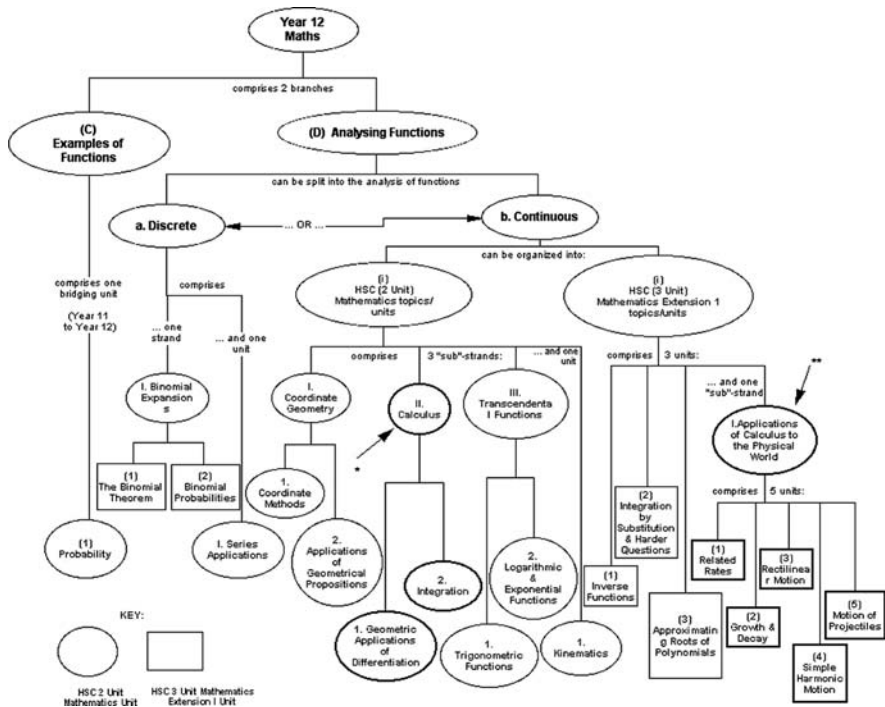 Year 12
Maths
comprises 2 branches
(C)
Examples of
Functions
(D) Analysing Functions
can be split into the analysis of functions
a. Discrete
... OR ...
b. Continuous
can be organized into:
comprises one
bridging unit
(Year 11
to Year 12)
comprises
... one
strand
... and one
unit
(i)
HSC (2 Unit)
Mathematics topics/
units
(i)
HSC (3 Unit)
Mathematics Extension 1
topics/units
comprises
3 "sub"-strands:
... and one
unit
comprises
3 units:
... and one
"sub"-strand
**
I. Binomial
Expansion
s
I.
Coordinate
Geometry
II.
Calculus
*
III.
Transcendenta
l Functions
I.Applications
of Calculus to
the Physical
World
comprises
5 units:
(1)
The Binomial
Theorem
(2)
Binomial
Probabilities
1.
Coordinate
Methods
2.
Applications
of
Geometrical
Propositions
2.
Integration
2.
Logarithmic &
Exponential
Functions
(2)
Integration
by
Substitution
& Harder
Questions
(1)
Probability
I. Series
Applications
(1)
Inverse
Functions
(1)
Related
Rates
(3)
Rectilinea
r Motion
1. Geometric
Applications
of
Differentiation
1.
Trigonometric
Functions
1.
Kinematics
(3)
Approximatin
g Roots of
Polynomials
(2)
Growth &
Decay
(5)
Motion of
Projectiles
(4)
Simple
Harmonic
Motion
KEY:
HSC 2 Unit
Mathematics Unit
HSC 3 Unit Mathematics
Extension I Unit